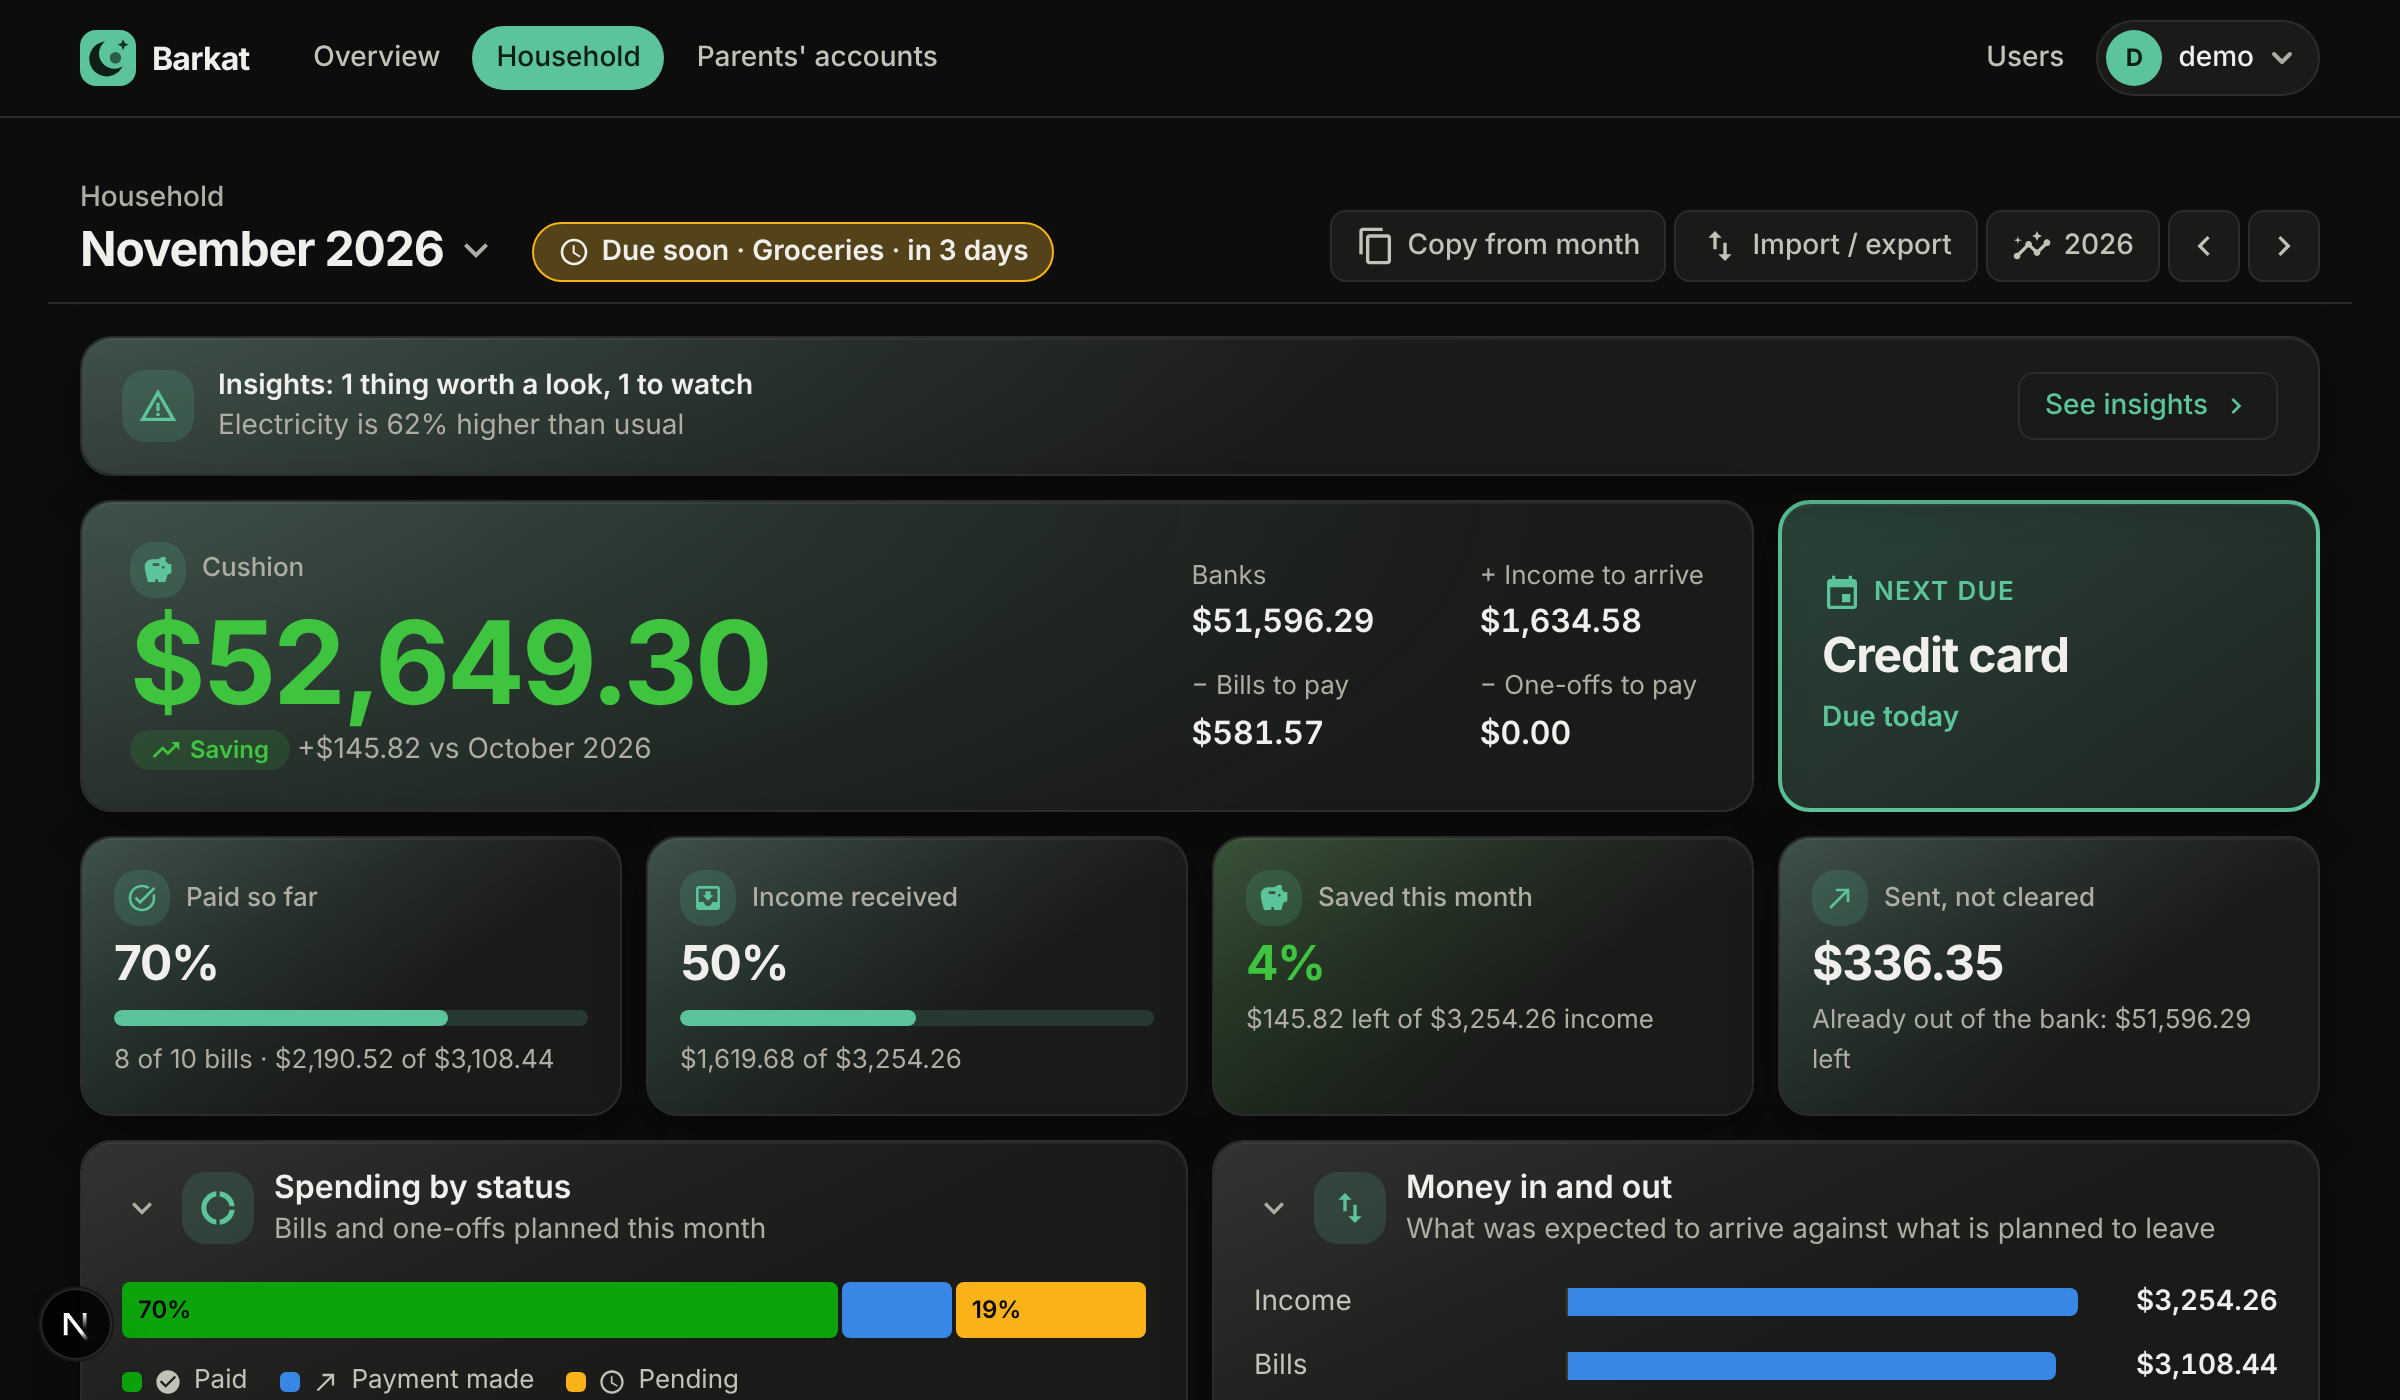 Barkat
Overview
Household
Parents' accounts
Users
D
demo
Household
November 2026
Due soon · Groceries · in 3 days
Copy from month
Import / export
2026
Insights: 1 thing worth a look, 1 to watch
Electricity is 62% higher than usual
See insights
Cushion
$52,649.30
Saving
+$145.82 vs October 2026
Banks
$51,596.29
+ Income to arrive
$1,634.58
− Bills to pay
$581.57
− One-offs to pay
$0.00
NEXT DUE
Credit card
Due today
Paid so far
70%
8 of 10 bills · $2,190.52 of $3,108.44
Income received
50%
$1,619.68 of $3,254.26
Saved this month
4%
$145.82 left of $3,254.26 income
Sent, not cleared
$336.35
Already out of the bank: $51,596.29
left
Spending by status
Bills and one-offs planned this month
70%
19%
Paid
Payment made
Pending
Money in and out
What was expected to arrive against what is planned to leave
Income
$3,254.26
Bills
$3,108.44
N